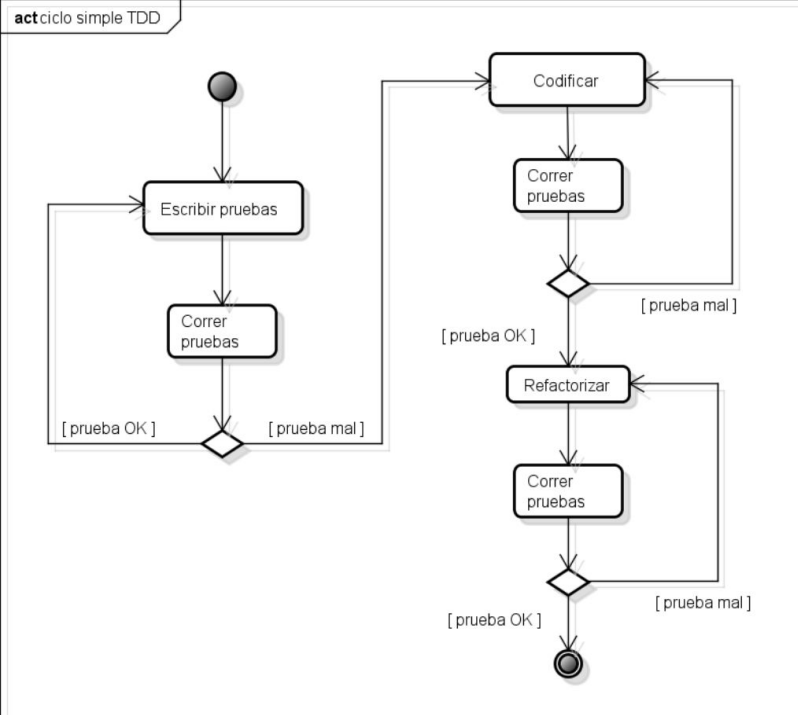 act ciclo simple TDD
Escribir pruebas
Correr
pruebas
[ prueba OK ]
[ prueba mal ]
Codificar
Correr
pruebas
[ prueba mal ]
[ prueba OK ]
Refactorizar
Correr
pruebas
[ prueba mal ]
[ prueba OK ]